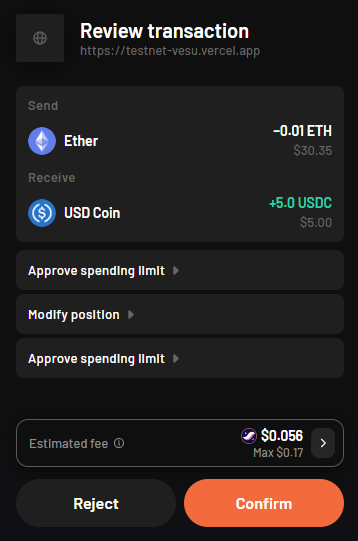 Review transaction
https://testnet-vesu.vercel.app
Send
Ether
−0.01 ETH
$30.35
Receive
USD Coin
+5.0 USDC
$5.00
Approve spending limit
Modify position
Approve spending limit
Estimated fee
$0.056
Max $0.17
Reject
Confirm